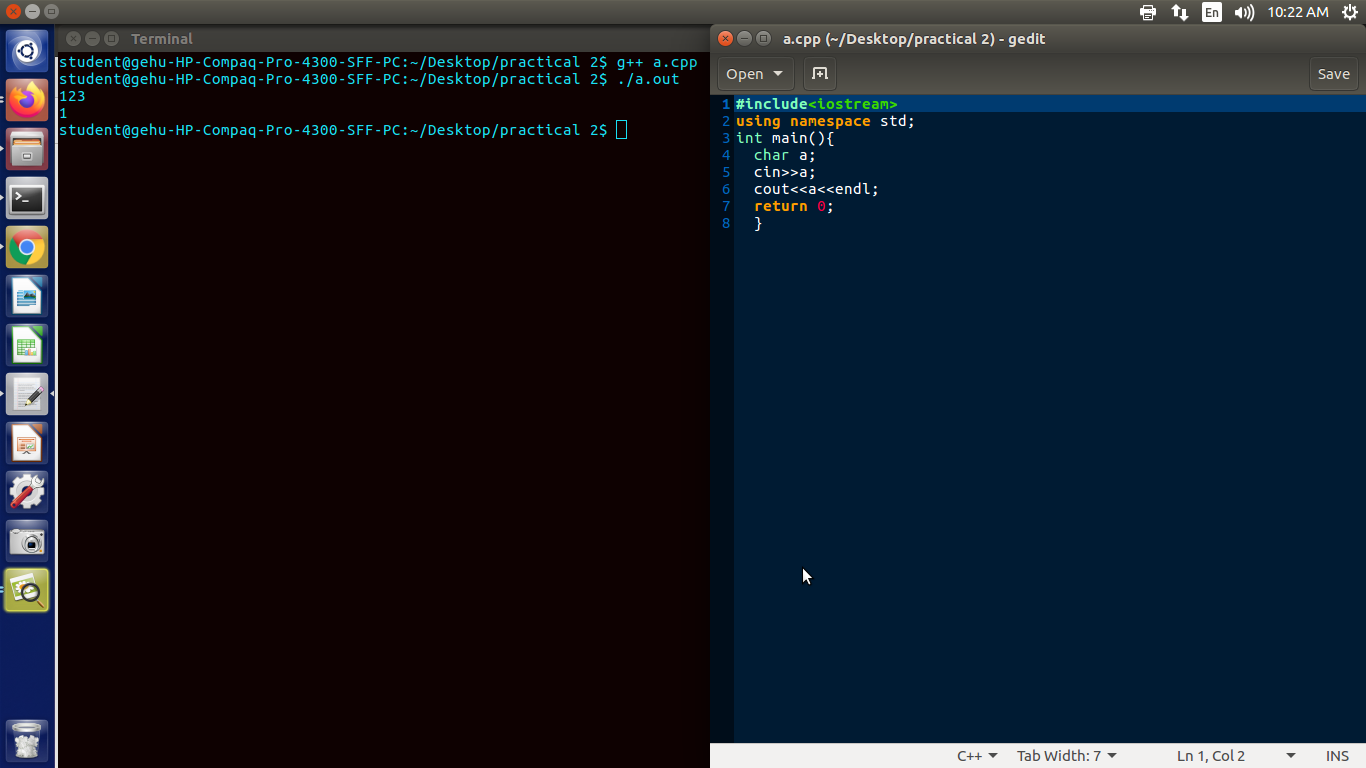 En
10:22 AM
Terminal
student@gehu-HP-Compaq-Pro-4300-SFF-PC:~/Desktop/practical 2$ g++ a.cpp
student@gehu-HP-Compaq-Pro-4300-SFF-PC:~/Desktop/practical 2$ ./a.out
123
1
student@gehu-HP-Compaq-Pro-4300-SFF-PC:~/Desktop/practical 2$
a.cpp (~/Desktop/practical 2) - gedit
Open
Save
1 #include<iostream>
2 using namespace std;
3 int main(){
4 char a;
5 cin>>a;
6 cout<<a<<endl;
7 return 0;
8 }
C++ Tab Width: 7 Ln 1, Col 2 INS